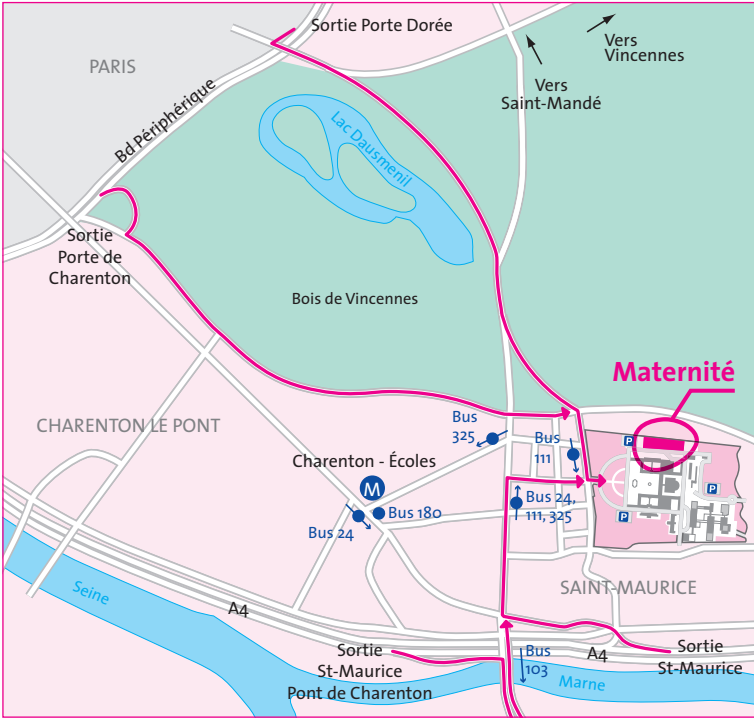 Sortie Porte Dorée
PARIS
Vers
Vincennes
Vers
Saint-Mandé
Bd Périphérique
Lac Dausmenil
Sortie
Porte de
Charenton
Bois de Vincennes
Maternité
CHARENTON LE PONT
Bus
325
Bus
111
P
Charenton - Écoles
M
Bus 180
Bus 24
Bus 24,
111, 325
P
P
SAINT-MAURICE
Seine
A4
Sortie
St-Maurice
Pont de Charenton
Bus
103
A4
Sortie
St-Maurice
Marne